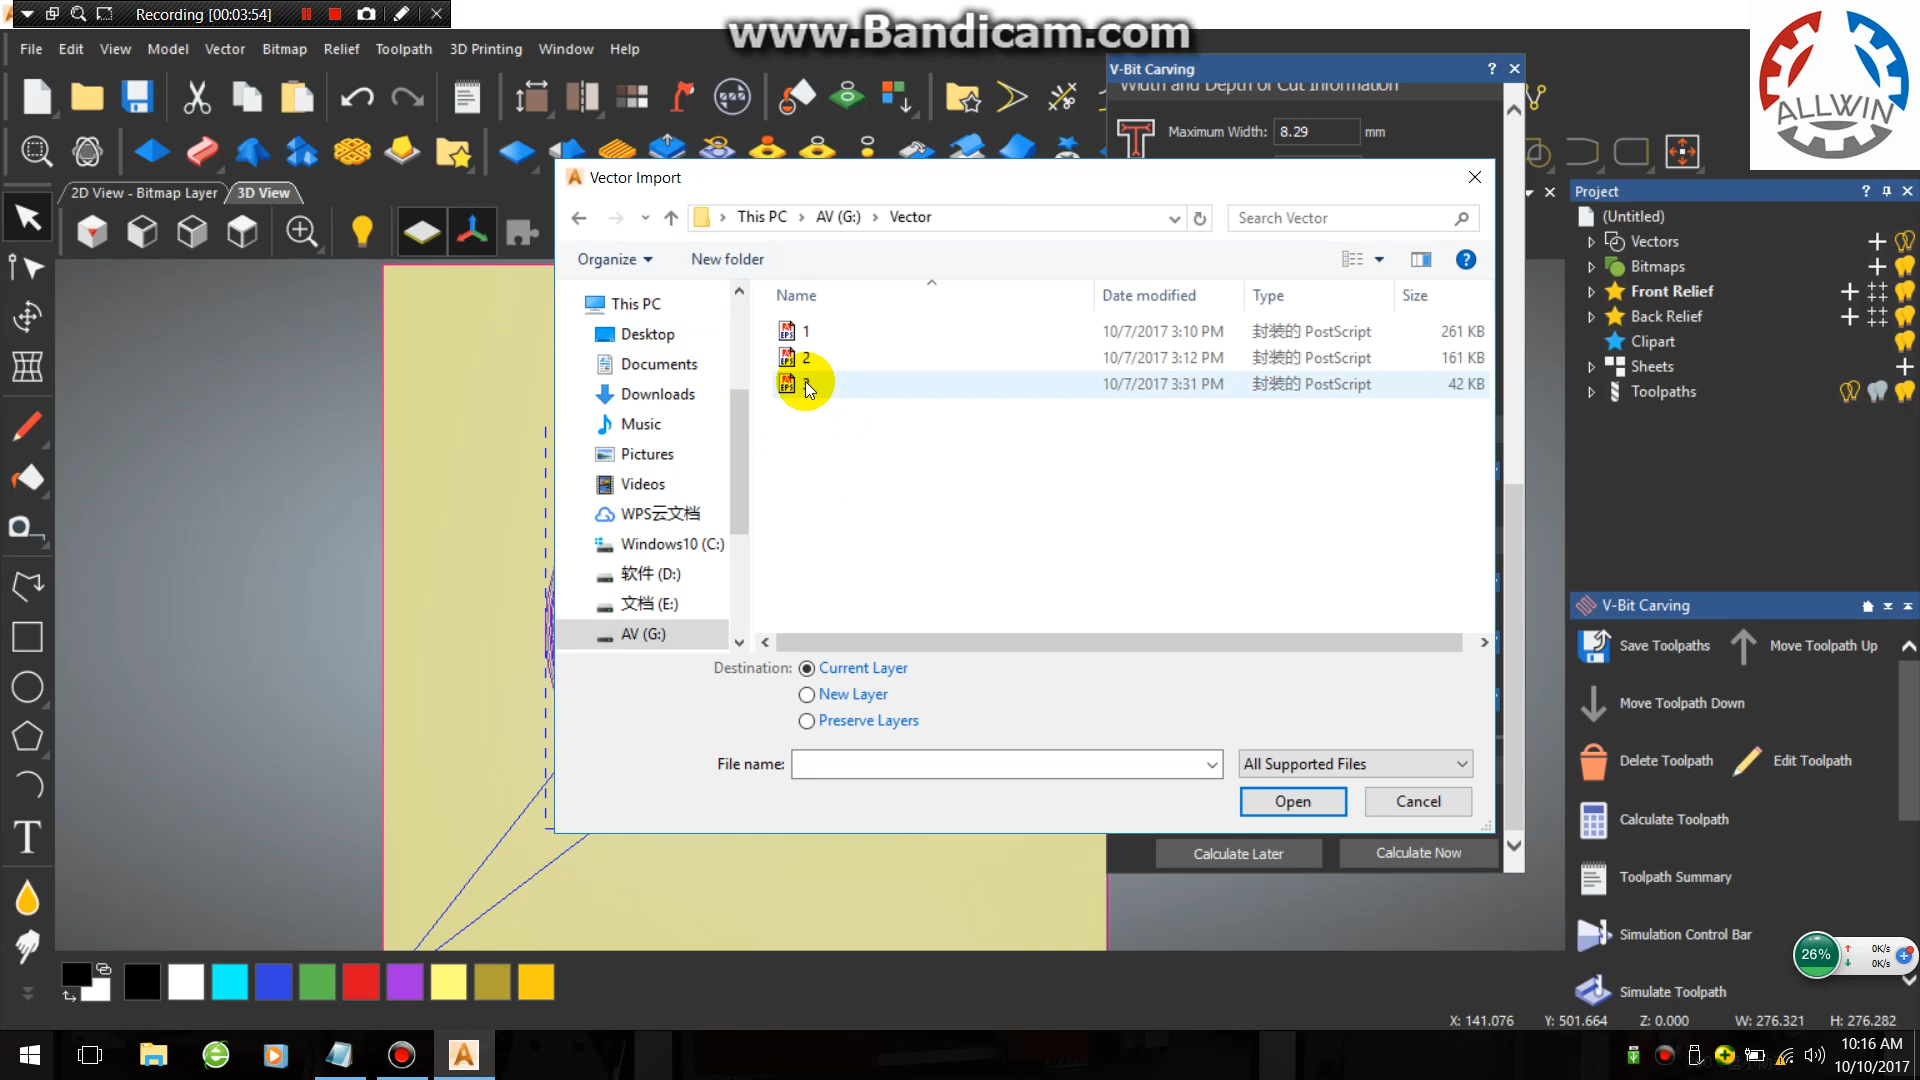 Recording [00:03:54]
www.Bandicam.com
File Edit View Model Vector Bitmap Relief Toolpath 3D Printing Window Help
V-Bit Carving ?
Width and Depth of Cut Information
Maximum Width: 8.29 mm
ALLWIN
2D View - Bitmap Layer 3D View
Vector Import
This PC AV (G:) Vector Search Vector
Organize New folder
Name Date modified Type Size
1 10/7/2017 3:10 PM 封装的 PostScript 261 KB
2 10/7/2017 3:12 PM 封装的 PostScript 161 KB
10/7/2017 3:31 PM 封装的 PostScript 42 KB
This PC
Desktop
Documents
Downloads
Music
Pictures
Videos
WPS云文档
Windows10 (C:)
软件 (D:)
文档 (E:)
AV (G:)
Destination: Current Layer
New Layer
Preserve Layers
File name: All Supported Files
Open Cancel
Calculate Later Calculate Now
Project ?
(Untitled)
Vectors
Bitmaps
Front Relief
Back Relief
Clipart
Sheets
Toolpaths
V-Bit Carving
Save Toolpaths Move Toolpath Up
Move Toolpath Down
Delete Toolpath Edit Toolpath
Calculate Toolpath
Toolpath Summary
Simulation Control Bar
Simulate Toolpath
26% 0K/s
0K/s
X: 141.076 Y: 501.664 Z: 0.000 W: 276.321 H: 276.282
10:16 AM
10/10/2017